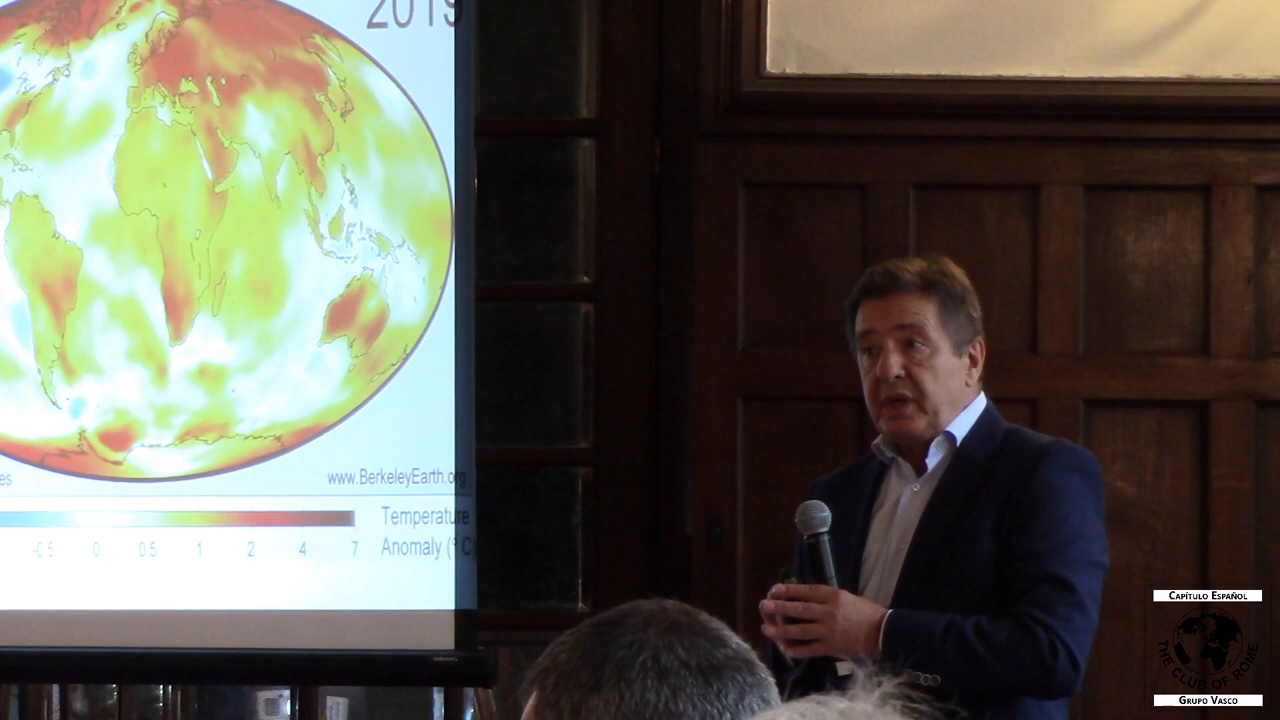 2019
www.BerkeleyEarth.org
Temperature
Anomaly (° C)
-0.5 0 0.5 1 2 4 7
CAPÍTULO ESPAÑOL
THE CLUB OF ROME
GRUPO VASCO